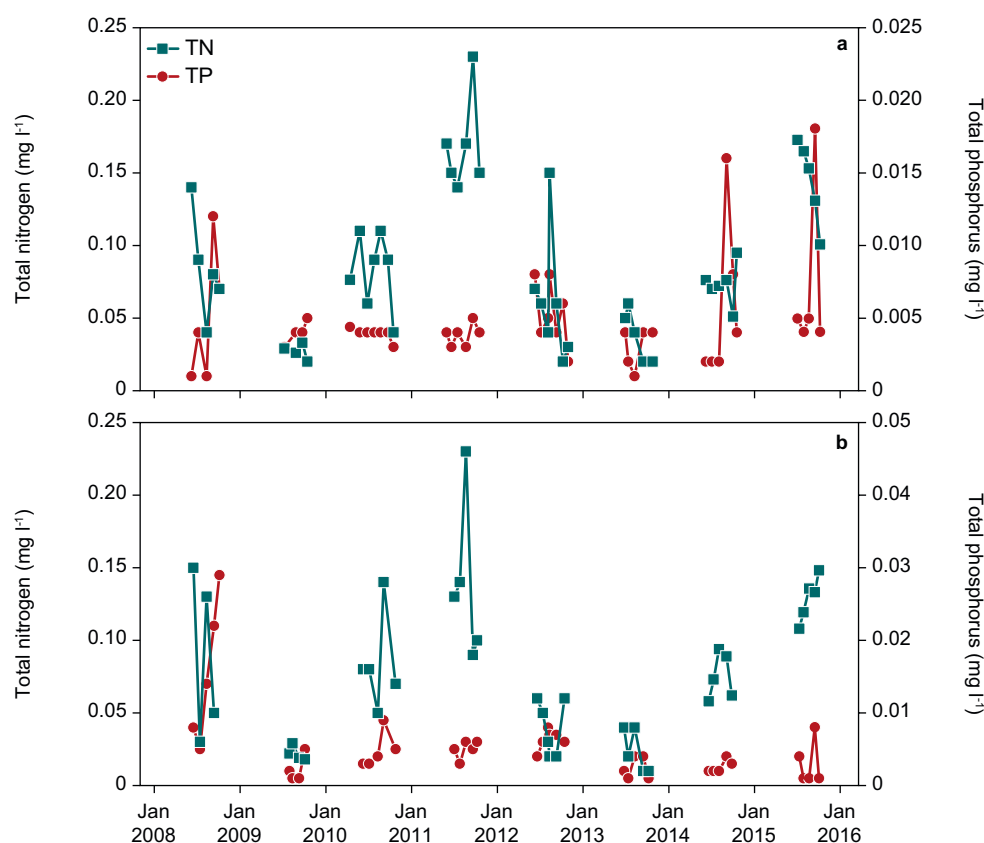 0.25
0.20
0.15
0.10
0.05
0
Total nitrogen (mg l-1)
TN
TP
a
0.025
0.020
0.015
0.010
0.005
0
Total phosphorus (mg l-1)
0.25
0.20
0.15
0.10
0.05
0
Total nitrogen (mg l-1)
b
0.05
0.04
0.03
0.02
0.01
0
Total phosphorus (mg l-1)
Jan Jan Jan Jan Jan Jan Jan Jan Jan
2008 2009 2010 2011 2012 2013 2014 2015 2016